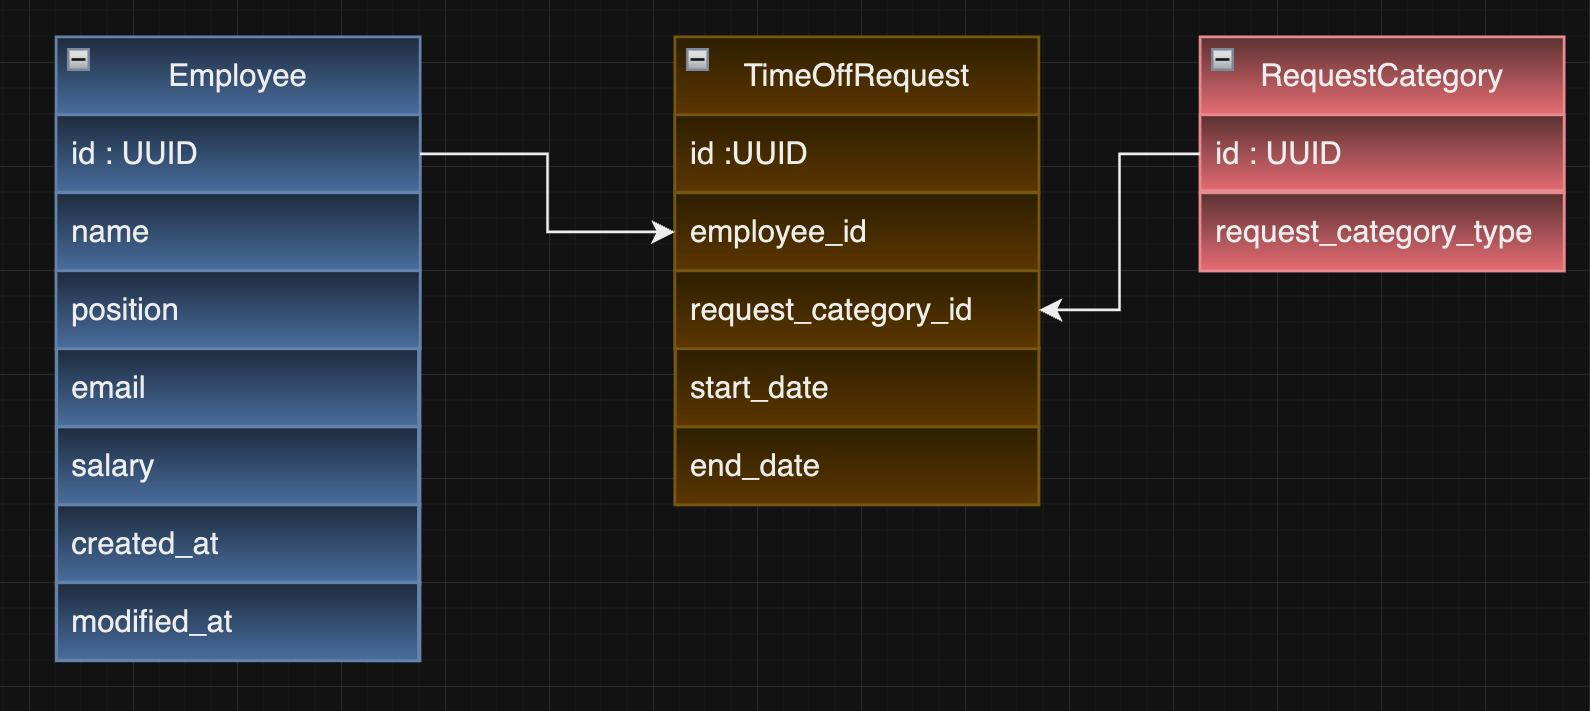 Employee
id : UUID
name
position
email
salary
created_at
modified_at
TimeOffRequest
id :UUID
employee_id
request_category_id
start_date
end_date
RequestCategory
id : UUID
request_category_type